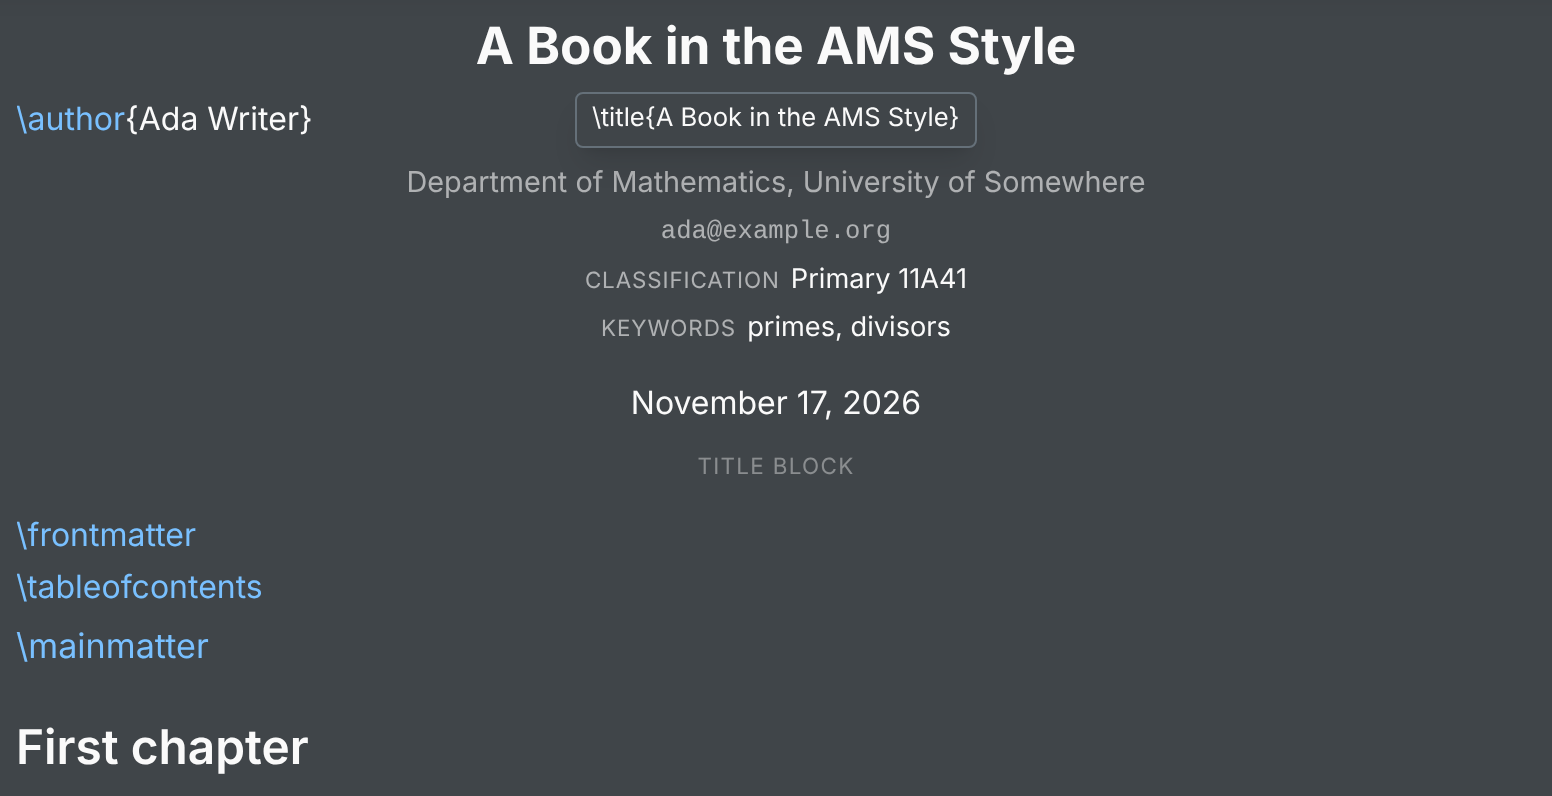 A Book in the AMS Style
\author{Ada Writer}
\title{A Book in the AMS Style}
Department of Mathematics, University of Somewhere
ada@example.org
CLASSIFICATION Primary 11A41
KEYWORDS primes, divisors
November 17, 2026
TITLE BLOCK
\frontmatter
\tableofcontents
\mainmatter
First chapter